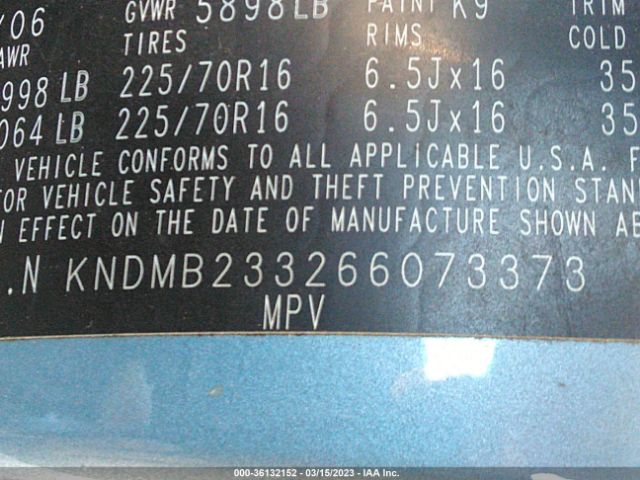 /06 GVWR 5898LB PAINT K9 TRIM
AWR TIRES RIMS COLD
998 LB 225/70R16 6.5Jx16 35
064 LB 225/70R16 6.5Jx16 35
VEHICLE CONFORMS TO ALL APPLICABLE U.S.A. F
OR VEHICLE SAFETY AND THEFT PREVENTION STAN
N EFFECT ON THE DATE OF MANUFACTURE SHOWN AB
.N KNDMB233266073373
MPV
000-36132152 - 03/15/2023 - IAA Inc.